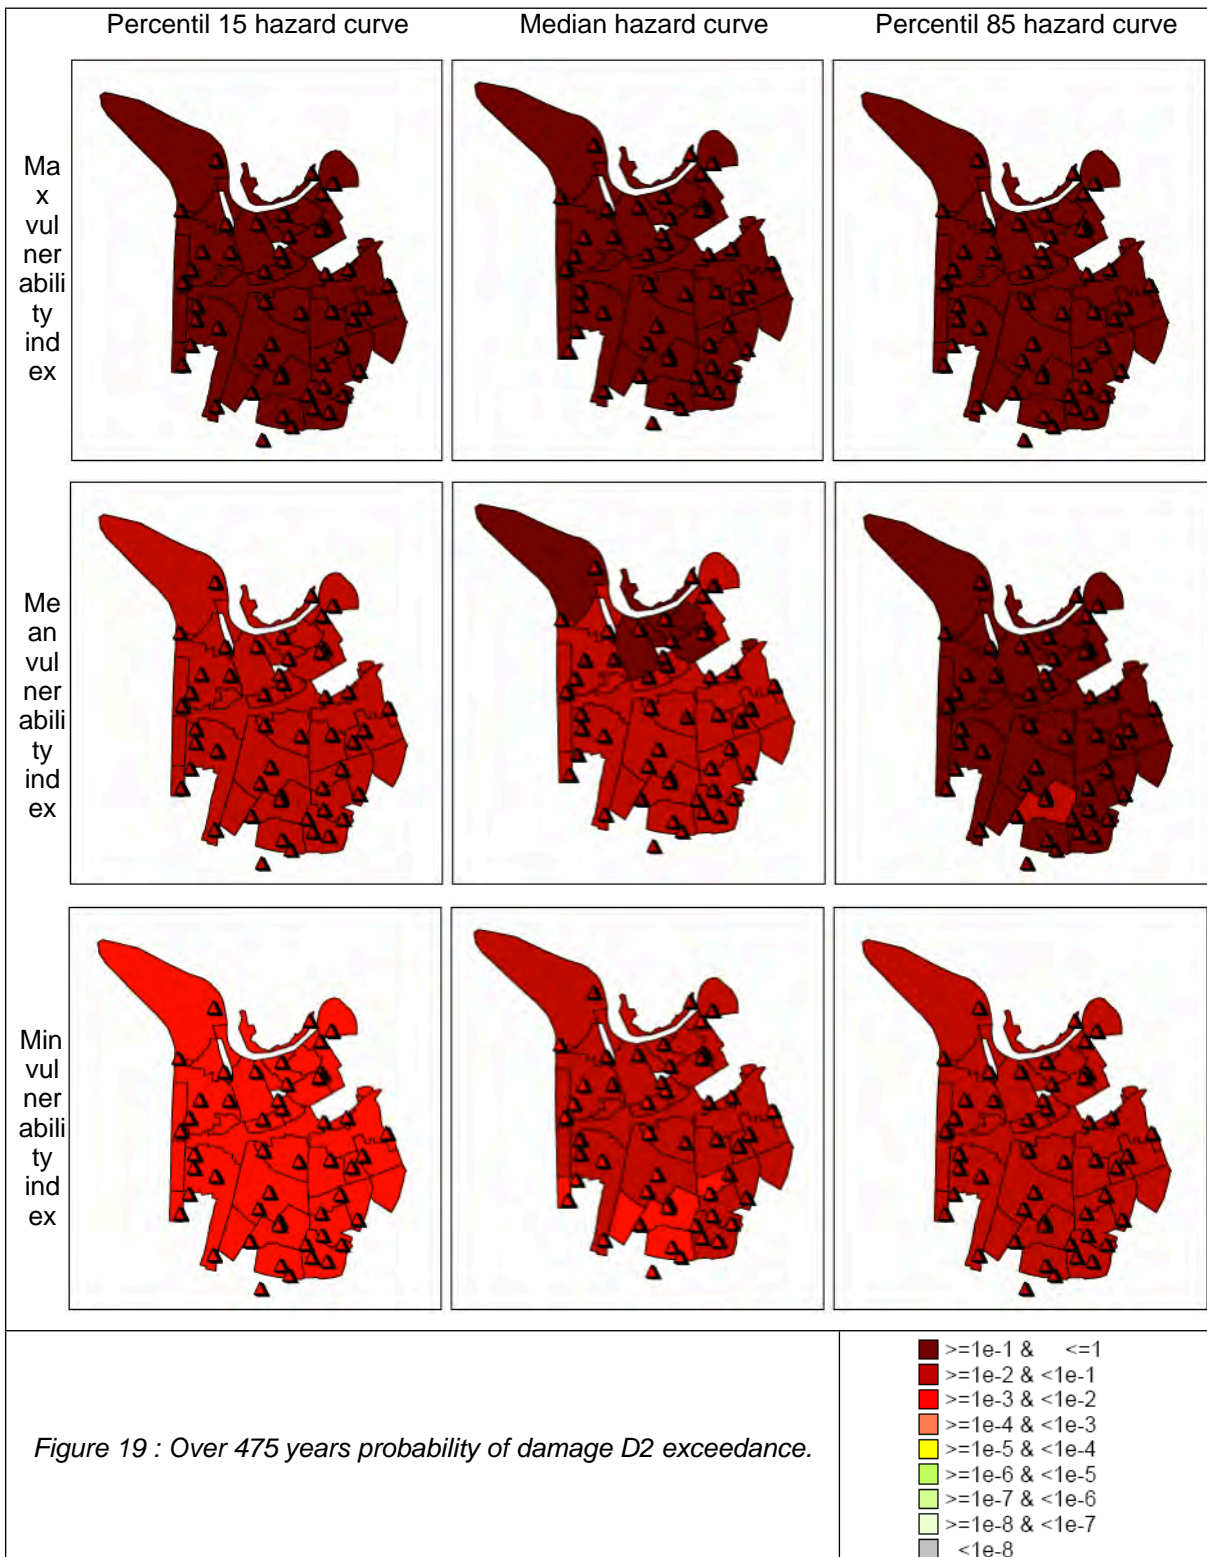 Percentil 15 hazard curve
Median hazard curve
Percentil 85 hazard curve
Ma
x
vul
ner
abili
ty
ind
ex
Me
an
vul
ner
abili
ty
ind
ex
Min
vul
ner
abili
ty
ind
ex
Figure 19 : Over 475 years probability of damage D2 exceedance.
>=1e-1 & <=1
>=1e-2 & <1e-1
>=1e-3 & <1e-2
>=1e-4 & <1e-3
>=1e-5 & <1e-4
>=1e-6 & <1e-5
>=1e-7 & <1e-6
>=1e-8 & <1e-7
<1e-8